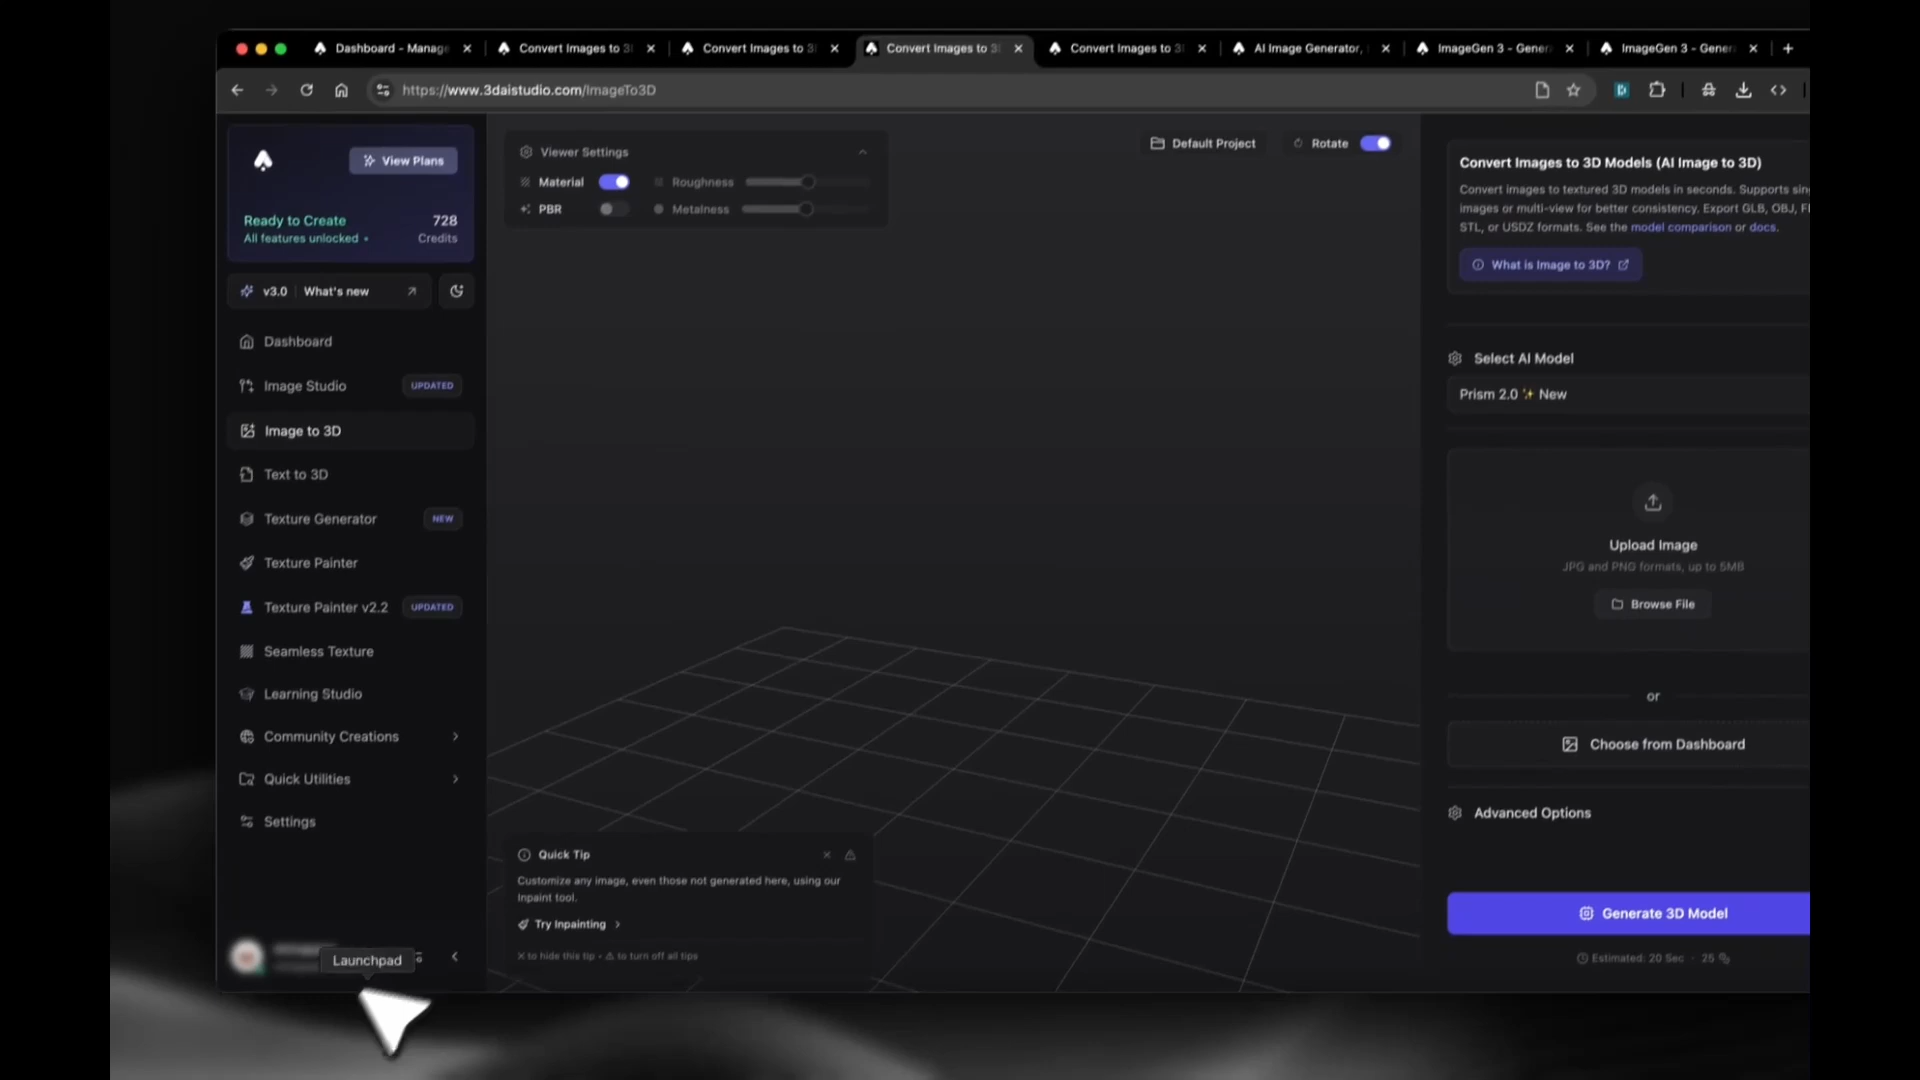 Dashboard - Manage
Convert Images to 3
Convert Images to 3
Convert Images to 3
Convert Images to 3
AI Image Generator,
ImageGen 3 - Gener
ImageGen 3 - Gener
https://www.3daistudio.com/ImageTo3D
View Plans
Ready to Create
728
All features unlocked •
Credits
v3.0
What's new
Dashboard
Image Studio
UPDATED
Image to 3D
Text to 3D
Texture Generator
NEW
Texture Painter
Texture Painter v2.2
UPDATED
Seamless Texture
Learning Studio
Community Creations
Quick Utilities
Settings
Launchpad
Viewer Settings
Material
Roughness
PBR
Metalness
Default Project
Rotate
Quick Tip
Customize any image, even those not generated here, using our
Inpaint tool.
Try Inpainting
X to hide this tip • ⚠ to turn off all tips
Convert Images to 3D Models (AI Image to 3D)
Convert images to textured 3D models in seconds. Supports sin
images or multi-view for better consistency. Export GLB, OBJ, F
STL, or USDZ formats. See the model comparison or docs.
What is Image to 3D?
Select AI Model
Prism 2.0 ✨ New
Upload Image
JPG and PNG formats, up to 5MB
Browse File
or
Choose from Dashboard
Advanced Options
Generate 3D Model
Estimated: 20 Sec · 25